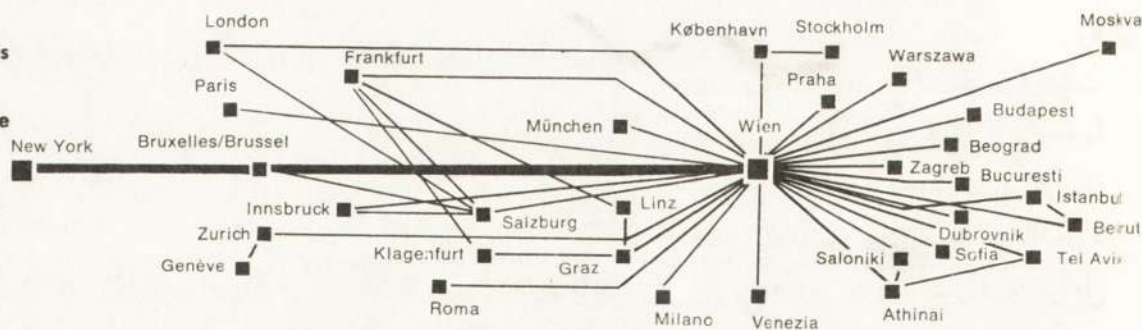 London
København
Stockholm
Moskva
s
Frankfurt
Warszawa
Paris
Praha
e
Budapest
München
Wien
New York
Bruxelles/Brussel
Beograd
Zagreb
Bucuresti
Istanbul
Innsbruck
Salzburg
Linz
Zurich
Dubrovnik
Beirut
Klagenfurt
Saloniki
Sofia
Tel Aviv
Genève
Graz
Roma
Milano
Venezia
Athinai